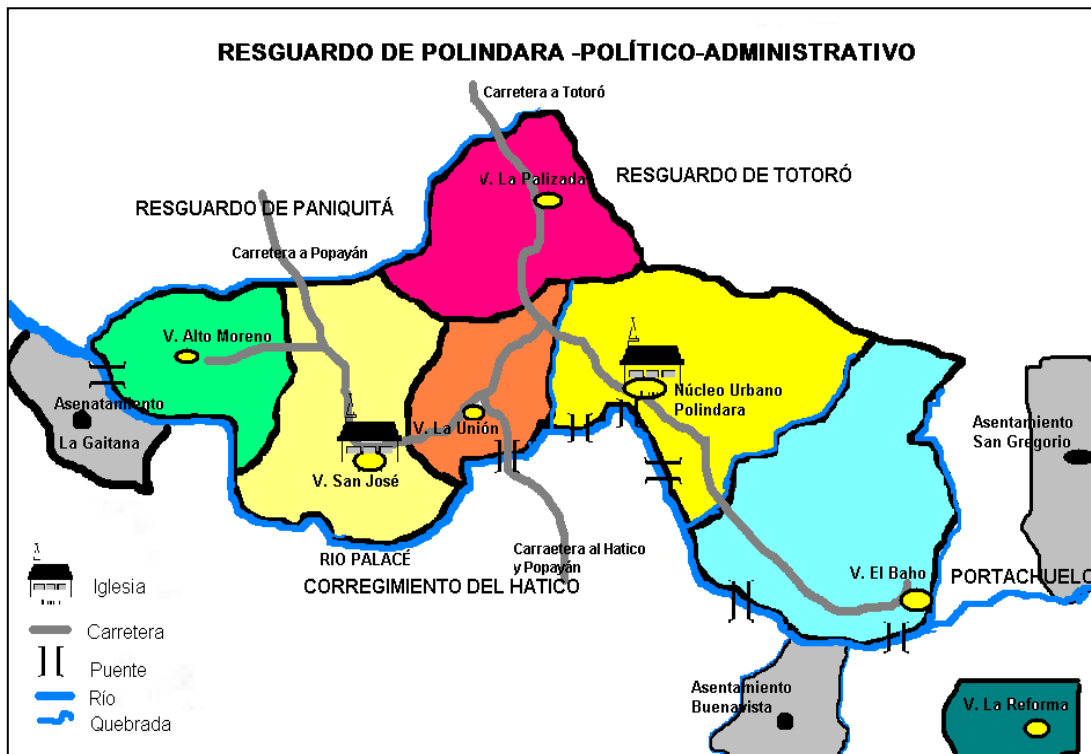 RESGUARDO DE POLINDARA -POLÍTICO-ADMINISTRATIVO
Carretera a Totoró
V. La Palizada
RESGUARDO DE TOTORÓ
RESGUARDO DE PANIQUITÁ
Carretera a Popayán
V. Alto Moreno
Asenatamiento
La Gaitana
Núcleo Urbano
Polindara
V. La Unión
Asentamiento
San Gregorio
V. San José
RIO PALACÉ
Carraetera al Hatico
y Popayán
CORREGIMIENTO DEL HATICO
V. El Baho
PORTACHUELO
Iglesia
Carretera
Puente
Río
Quebrada
Asentamiento
Buenavista
V. La Reforma